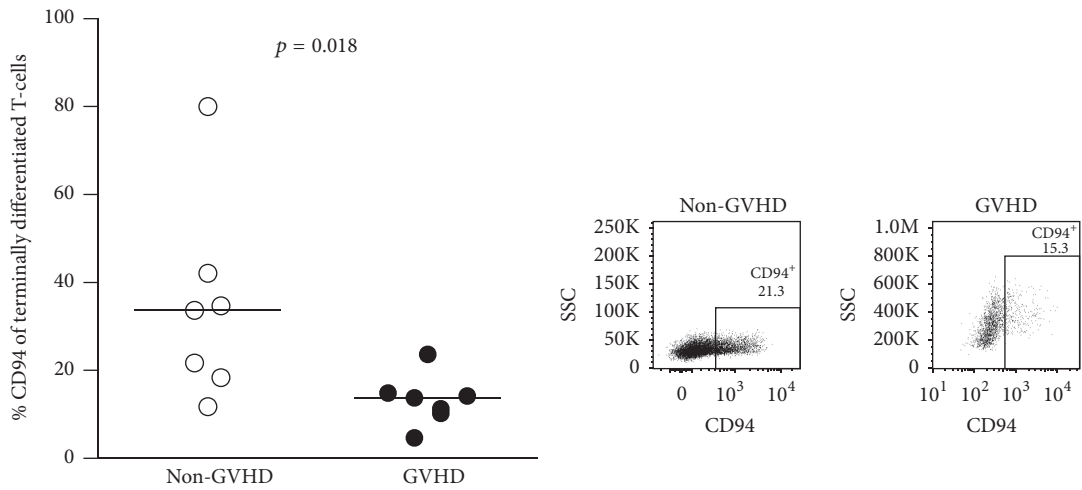 % CD94 of terminally differentiated T-cells
100
80
60
40
20
0
p = 0.018
Non-GVHD
GVHD
Non-GVHD
SSC
250K
200K
150K
100K
50K
0
CD94⁺
21.3
0
10³
10⁴
CD94
GVHD
SSC
1.0M
800K
600K
400K
200K
0
CD94⁺
15.3
10¹
10²
10³
10⁴
CD94